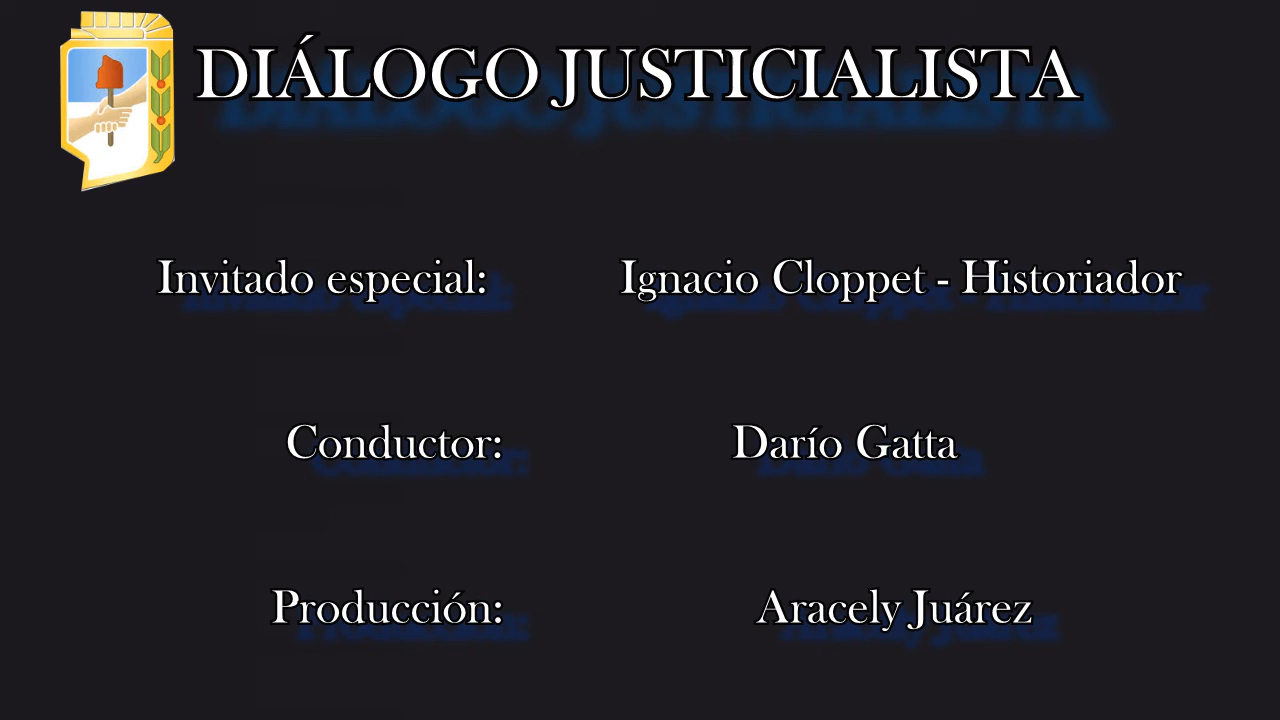 DIÁLOGO JUSTICIALISTA
Invitado especial: Ignacio Cloppet - Historiador
Conductor: Darío Gatta
Producción: Aracely Juárez